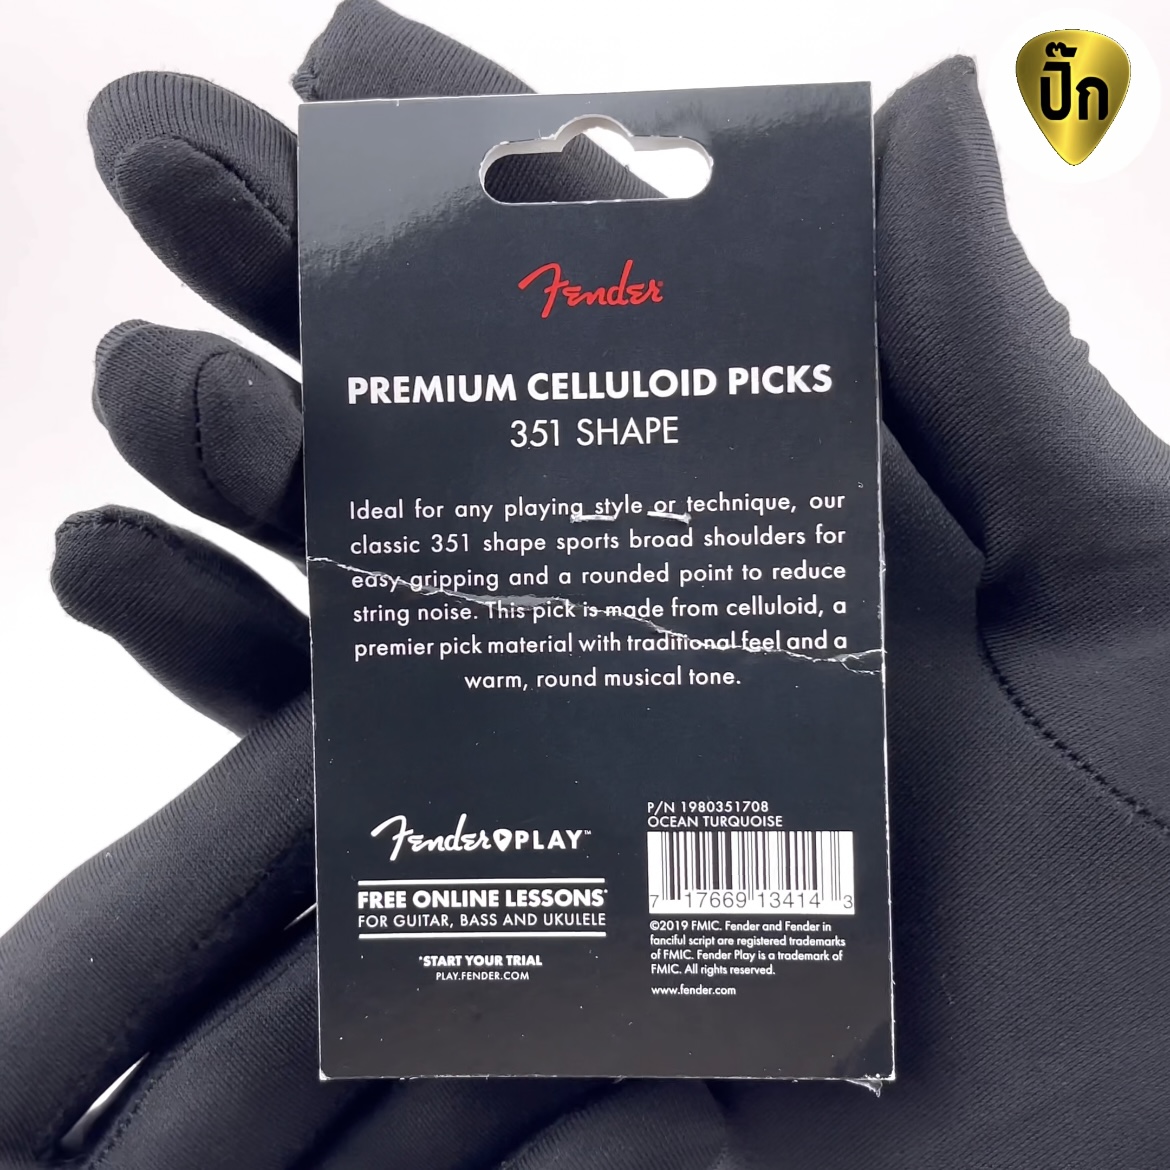 ปิ๊ก
Fender
PREMIUM CELLULOID PICKS
351 SHAPE
Ideal for any playing style or technique, our
classic 351 shape sports broad shoulders for
easy gripping and a rounded point to reduce
string noise. This pick is made from celluloid, a
premier pick material with traditional feel and a
warm, round musical tone.
Fender PLAY™
FREE ONLINE LESSONS*
FOR GUITAR, BASS AND UKULELE
*START YOUR TRIAL
PLAY.FENDER.COM
P/N 1980351708
OCEAN TURQUOISE
7 17669 13414 3
©2019 FMIC. Fender and Fender in
fanciful script are registered trademarks
of FMIC. Fender Play is a trademark of
FMIC. All rights reserved.
www.fender.com